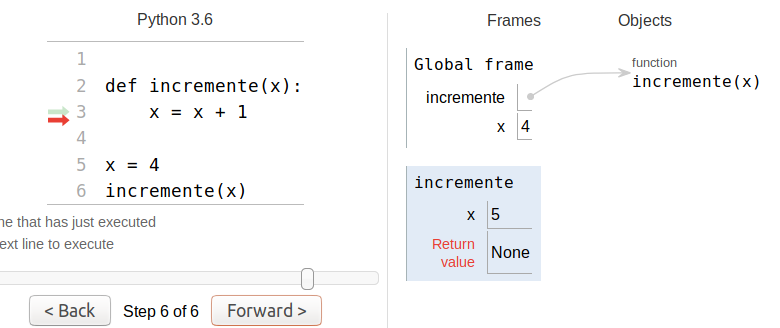 Python 3.6
1
2 def incremente(x):
3     x = x + 1
4
5 x = 4
6 incremente(x)
ne that has just executed
ext line to execute
< Back Step 6 of 6 Forward >
Frames Objects
Global frame
incremente
x 4
function
incremente(x)
incremente
x 5
Return
value None